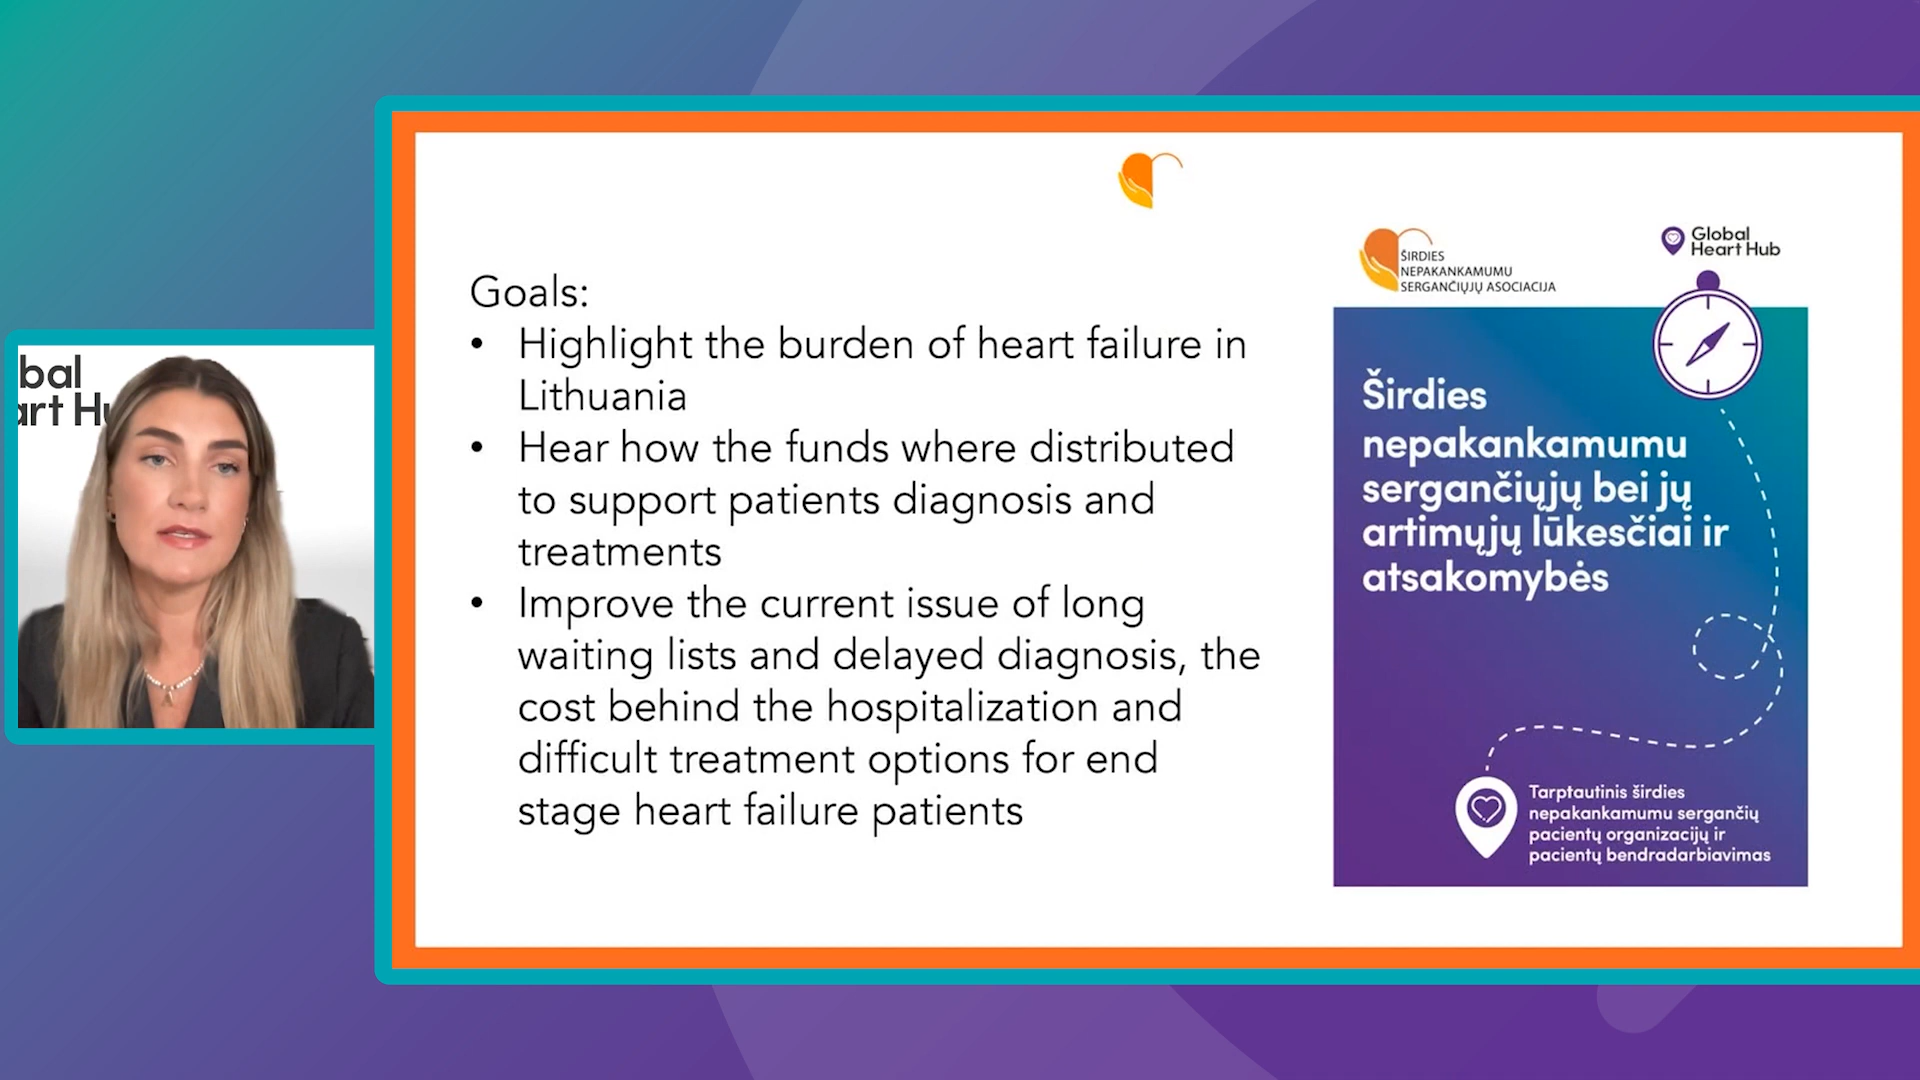 bal
art Hu
Goals:
• Highlight the burden of heart failure in
Lithuania
• Hear how the funds where distributed
to support patients diagnosis and
treatments
• Improve the current issue of long
waiting lists and delayed diagnosis, the
cost behind the hospitalization and
difficult treatment options for end
stage heart failure patients
ŠIRDIES
NEPAKANKAMUMU
SERGANČIŲJŲ ASOCIACIJA
Global
Heart Hub
Širdies
nepakankamumu
sergančiųjų bei jų
artimųjų lūkesčiai ir
atsakomybės
Tarptautinis širdies
nepakankamumu sergančių
pacientų organizacijų ir
pacientų bendradarbiavimas